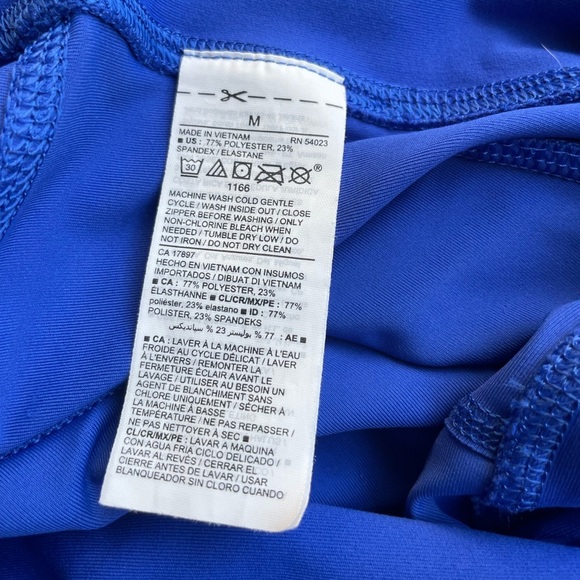 M
MADE IN VIETNAM RN 54023
■ US : 77% POLYESTER, 23%
SPANDEX / ELASTANE
30
1166
MACHINE WASH COLD GENTLE
CYCLE / WASH INSIDE OUT / CLOSE
ZIPPER BEFORE WASHING / ONLY
NON-CHLORINE BLEACH WHEN
NEEDED / TUMBLE DRY LOW / DO
NOT IRON / DO NOT DRY CLEAN
CA 17897
HECHO EN VIETNAM CON INSUMOS
IMPORTADOS / DIBUAT DI VIETNAM
■ CA : 77% POLYESTER, 23%
ÉLASTHANNE ■ CL/CR/MX/PE : 77%
poliéster, 23% elastano ■ ID : 77%
POLISTER, 23% SPANDEKS
■ AE : 77 % بوليستر 23 % سبانديكس
■ CA : LAVER À LA MACHINE À L'EAU
FROIDE AU CYCLE DÉLICAT / LAVER
À L'ENVERS / REMONTER LA
FERMETURE ÉCLAIR AVANT LE
LAVAGE / UTILISER AU BESOIN UN
AGENT DE BLANCHIMENT SANS
CHLORE UNIQUEMENT / SÉCHER À
LA MACHINE À BASSE
TEMPÉRATURE / NE PAS REPASSER /
NE PAS NETTOYER À SEC ■
CL/CR/MX/PE : LAVAR A MAQUINA
CON AGUA FRIA CICLO DELICADO /
LAVAR AL REVÉS / CERRAR EL
CIERRE ANTES DE LAVAR / USAR
BLANQUEADOR SIN CLORO CUANDO